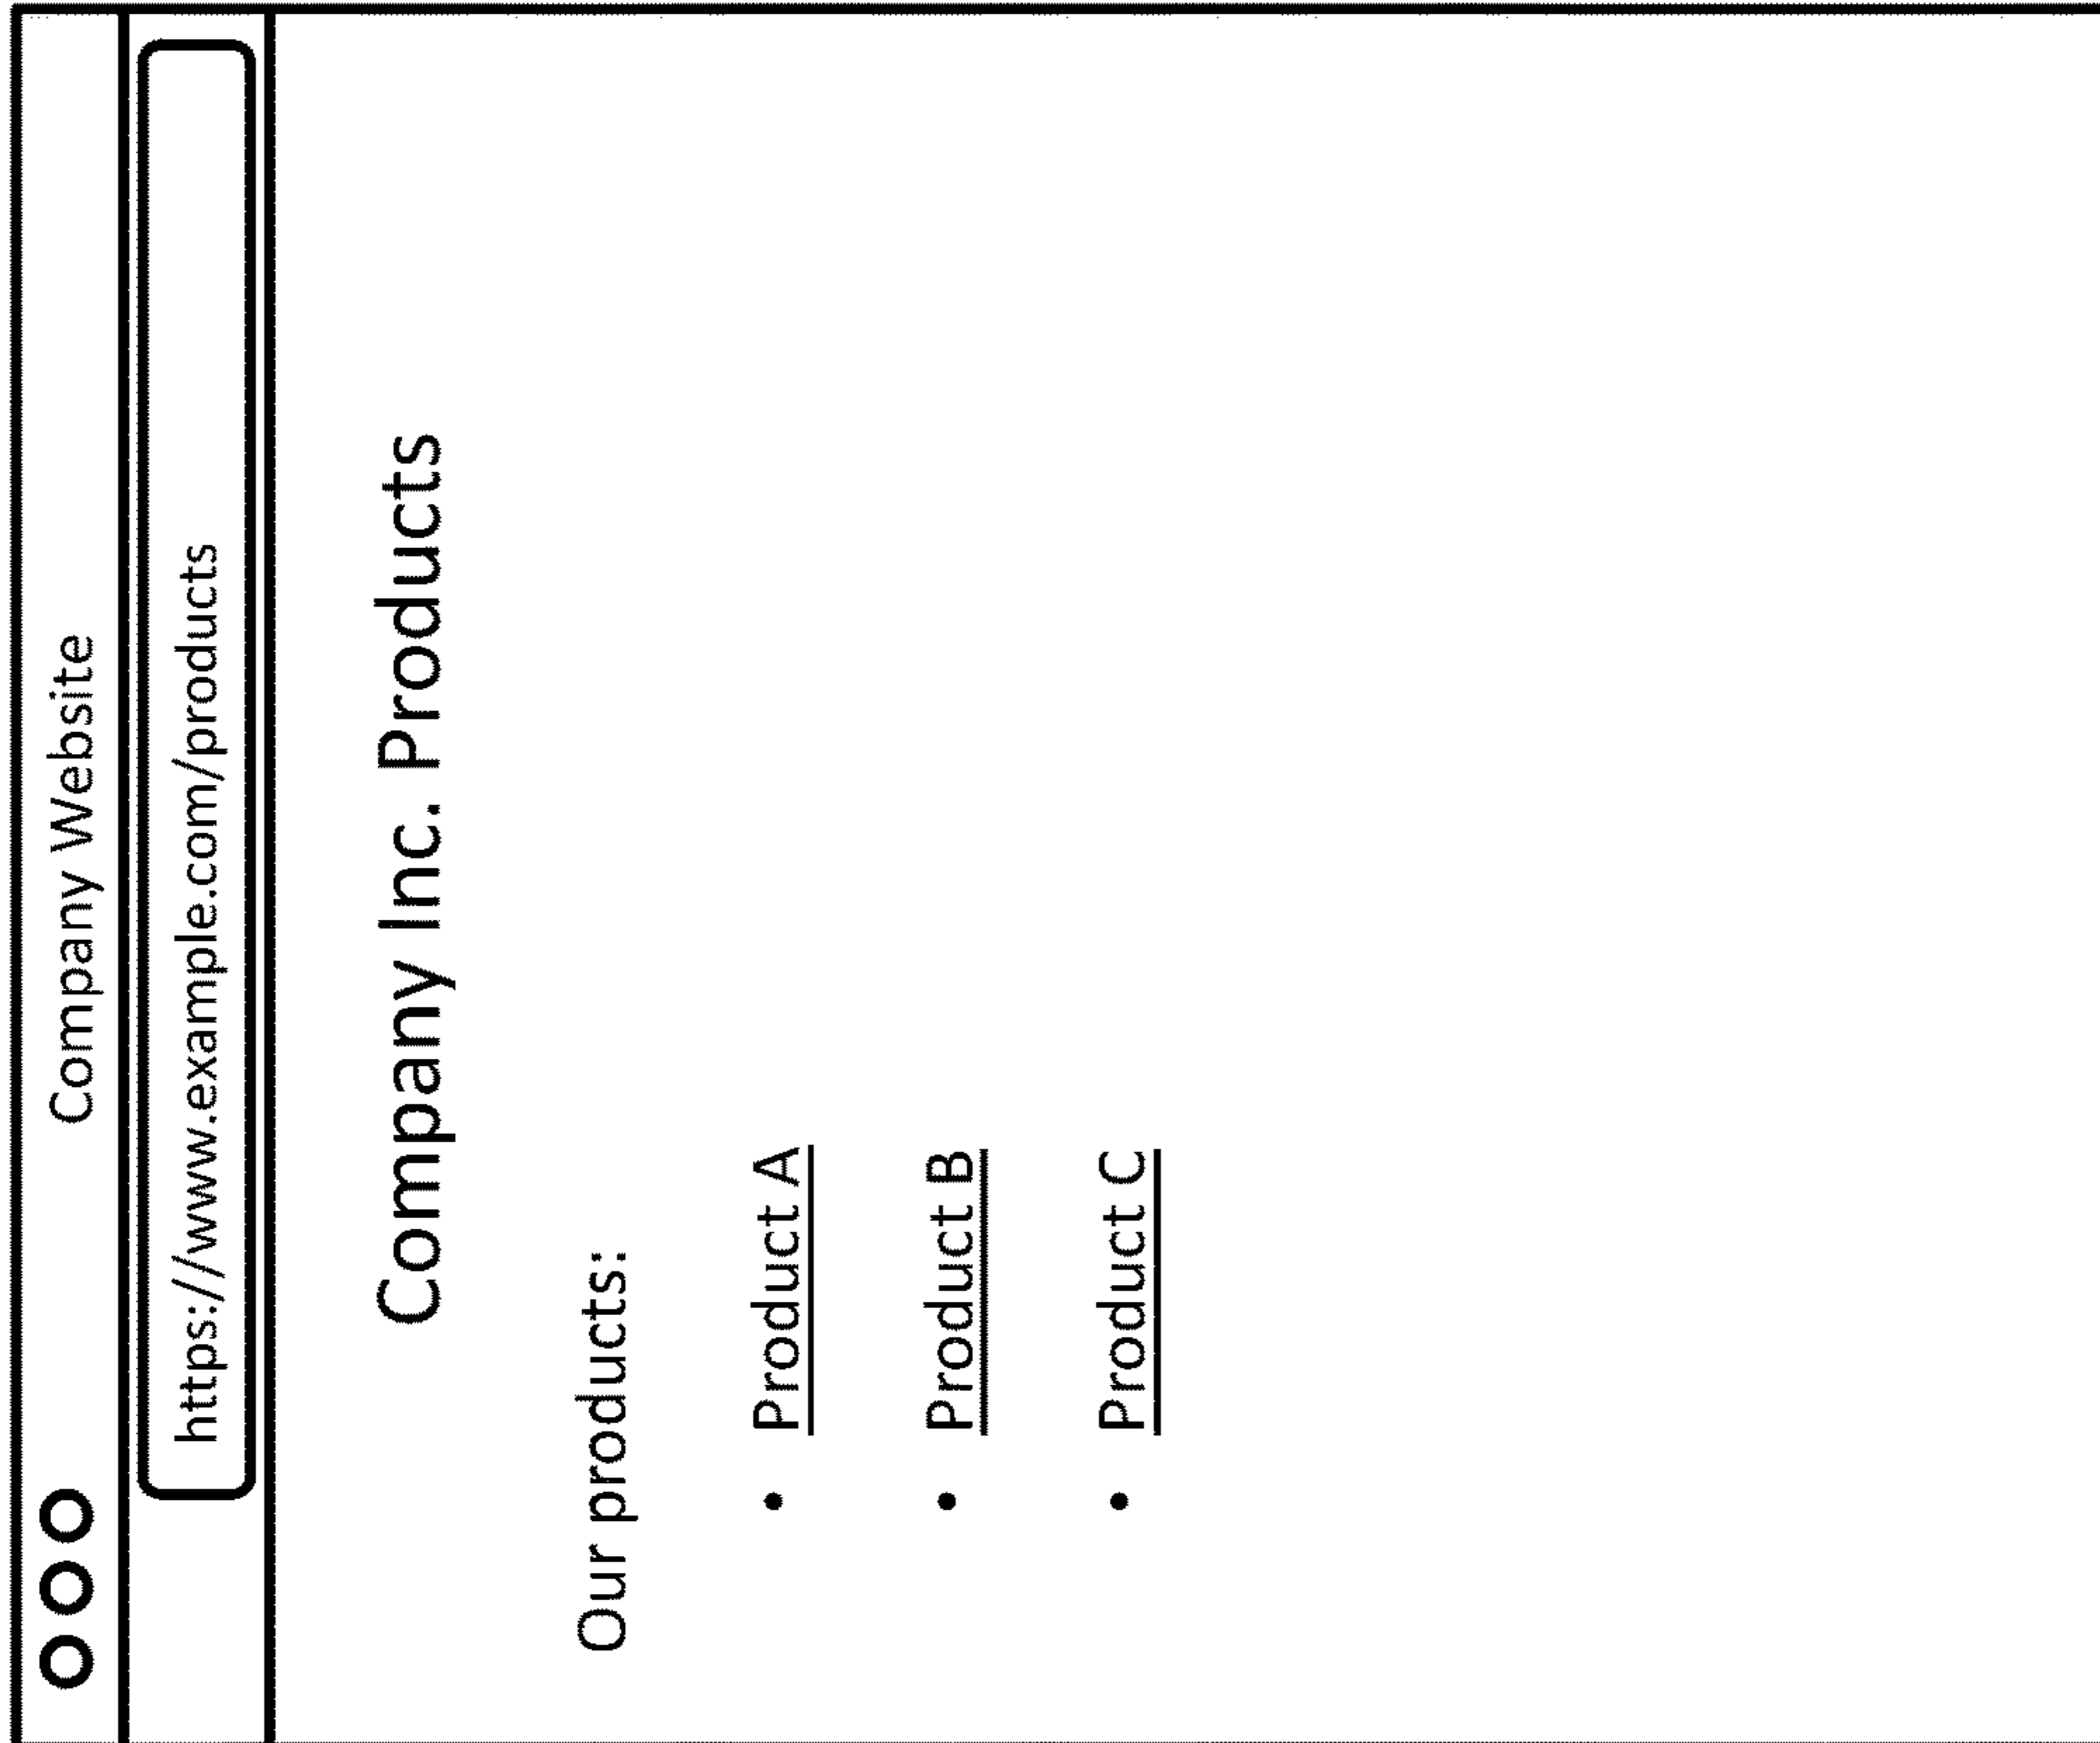 Company Website
https://www.example.com/products
Company Inc. Products
Our products:
• Product A
• Product B
• Product C